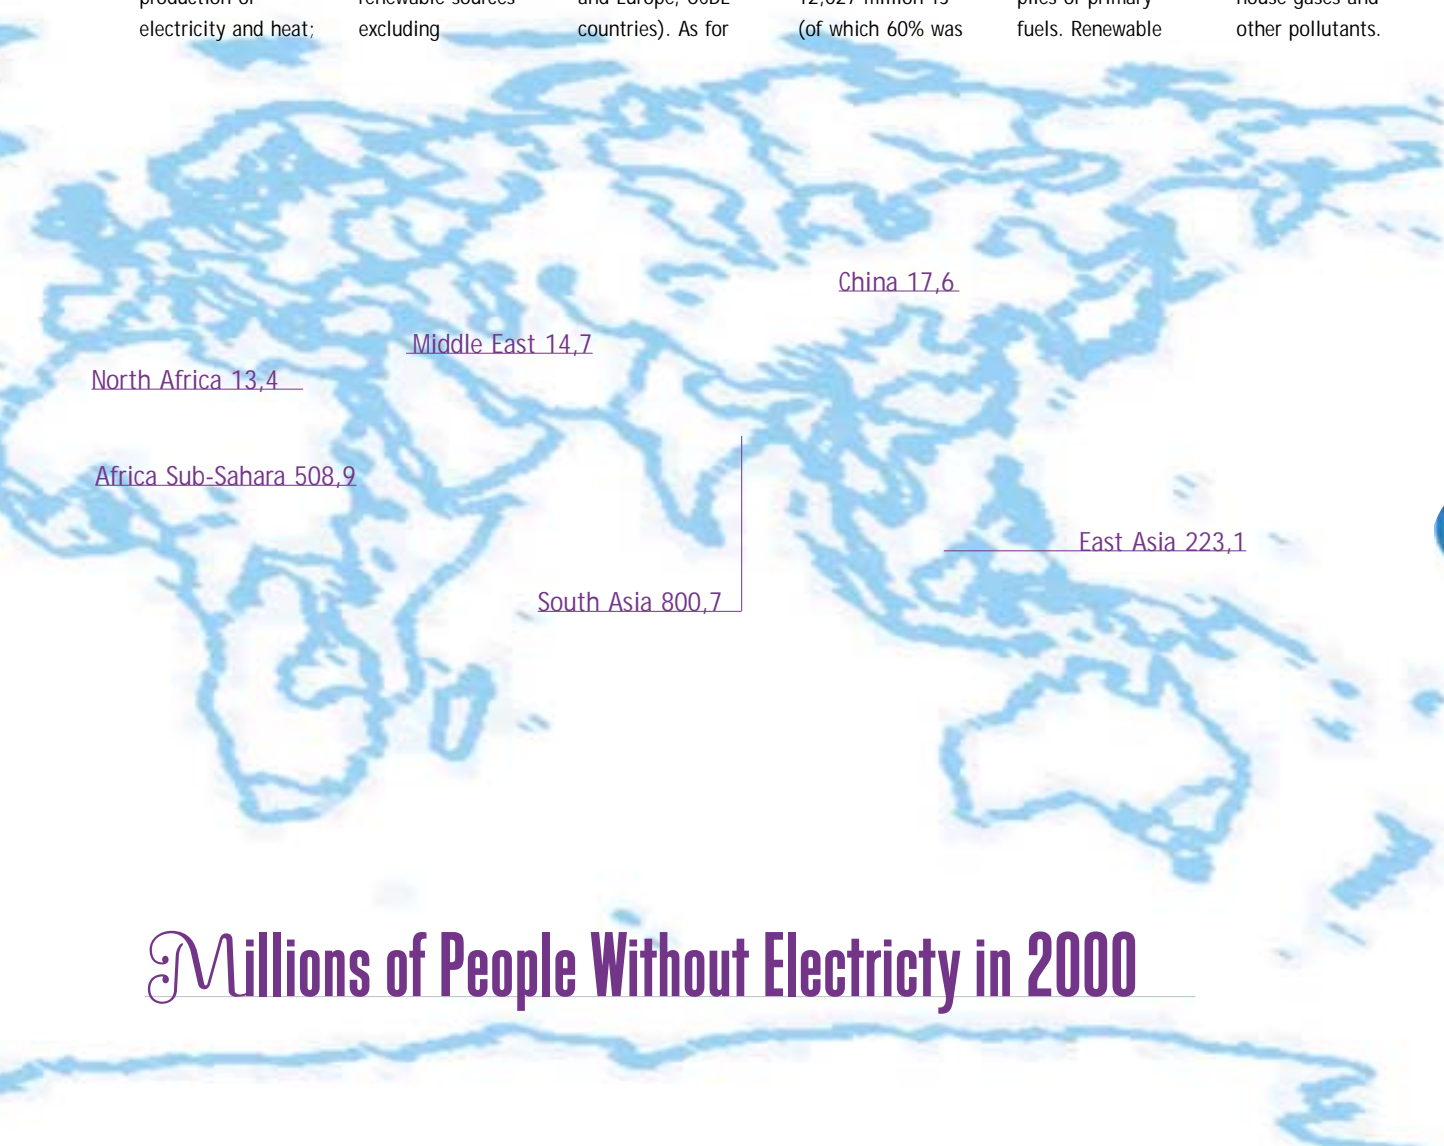 electricity and heat;
excluding
countries). As for
(of which 60% was
fuels. Renewable
other pollutants.
China 17,6
Middle East 14,7
North Africa 13,4
Africa Sub-Sahara 508,9
East Asia 223,1
South Asia 800,7
Millions of People Without Electricty in 2000